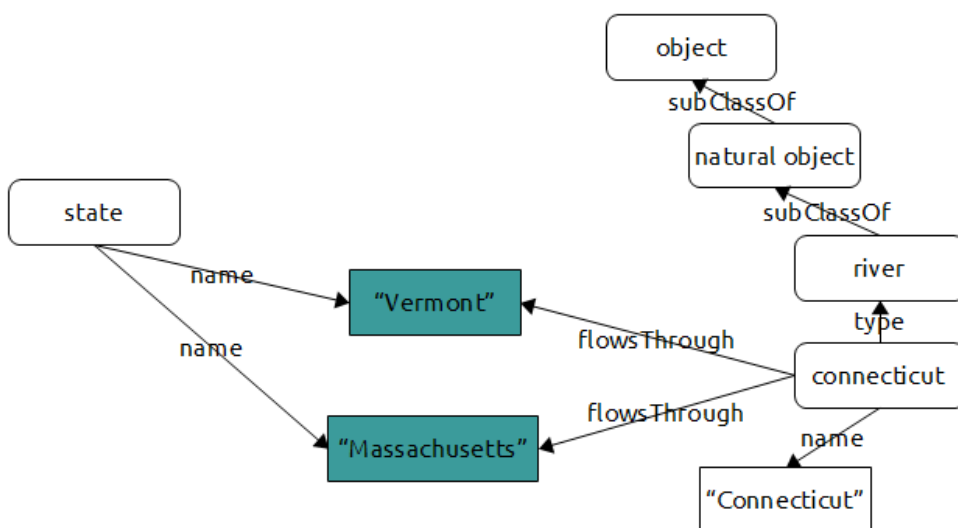 object
subClassOf
natural object
state
subClassOf
river
name
“Vermont”
type
flowsThrough
name
connecticut
flowsThrough
“Massachusetts”
name
“Connecticut”